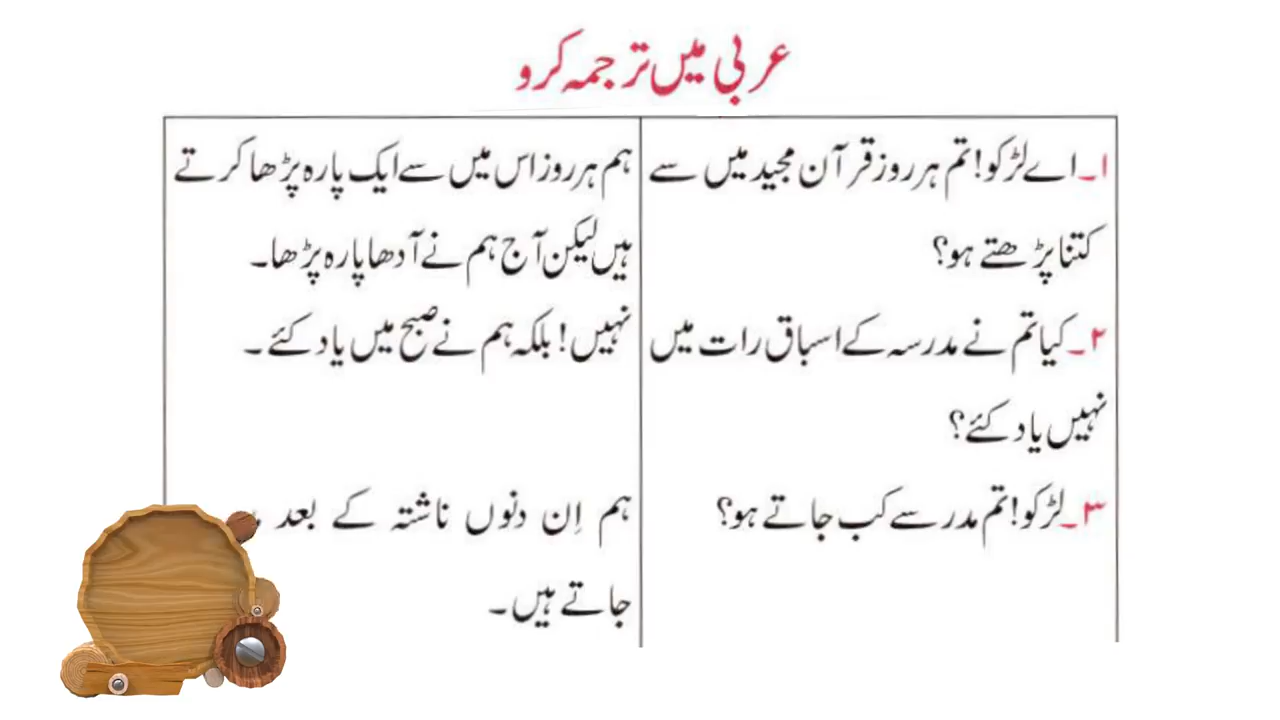 عربی میں ترجمہ کرو
۱۔اے لڑکو! تم ہر روز قرآن مجید میں سے
کتنا پڑھتے ہو؟
۲۔کیا تم نے مدرسہ کے اسباق رات میں
نہیں یاد کئے؟
۳۔لڑکو! تم مدرسے کب جاتے ہو؟
ہم ہر روز اس میں سے ایک پارہ پڑھا کرتے
ہیں لیکن آج ہم نے آدھا پارہ پڑھا۔
نہیں! بلکہ ہم نے صبح میں یاد کئے۔
ہم اِن دنوں ناشتہ کے بعد
جاتے ہیں۔